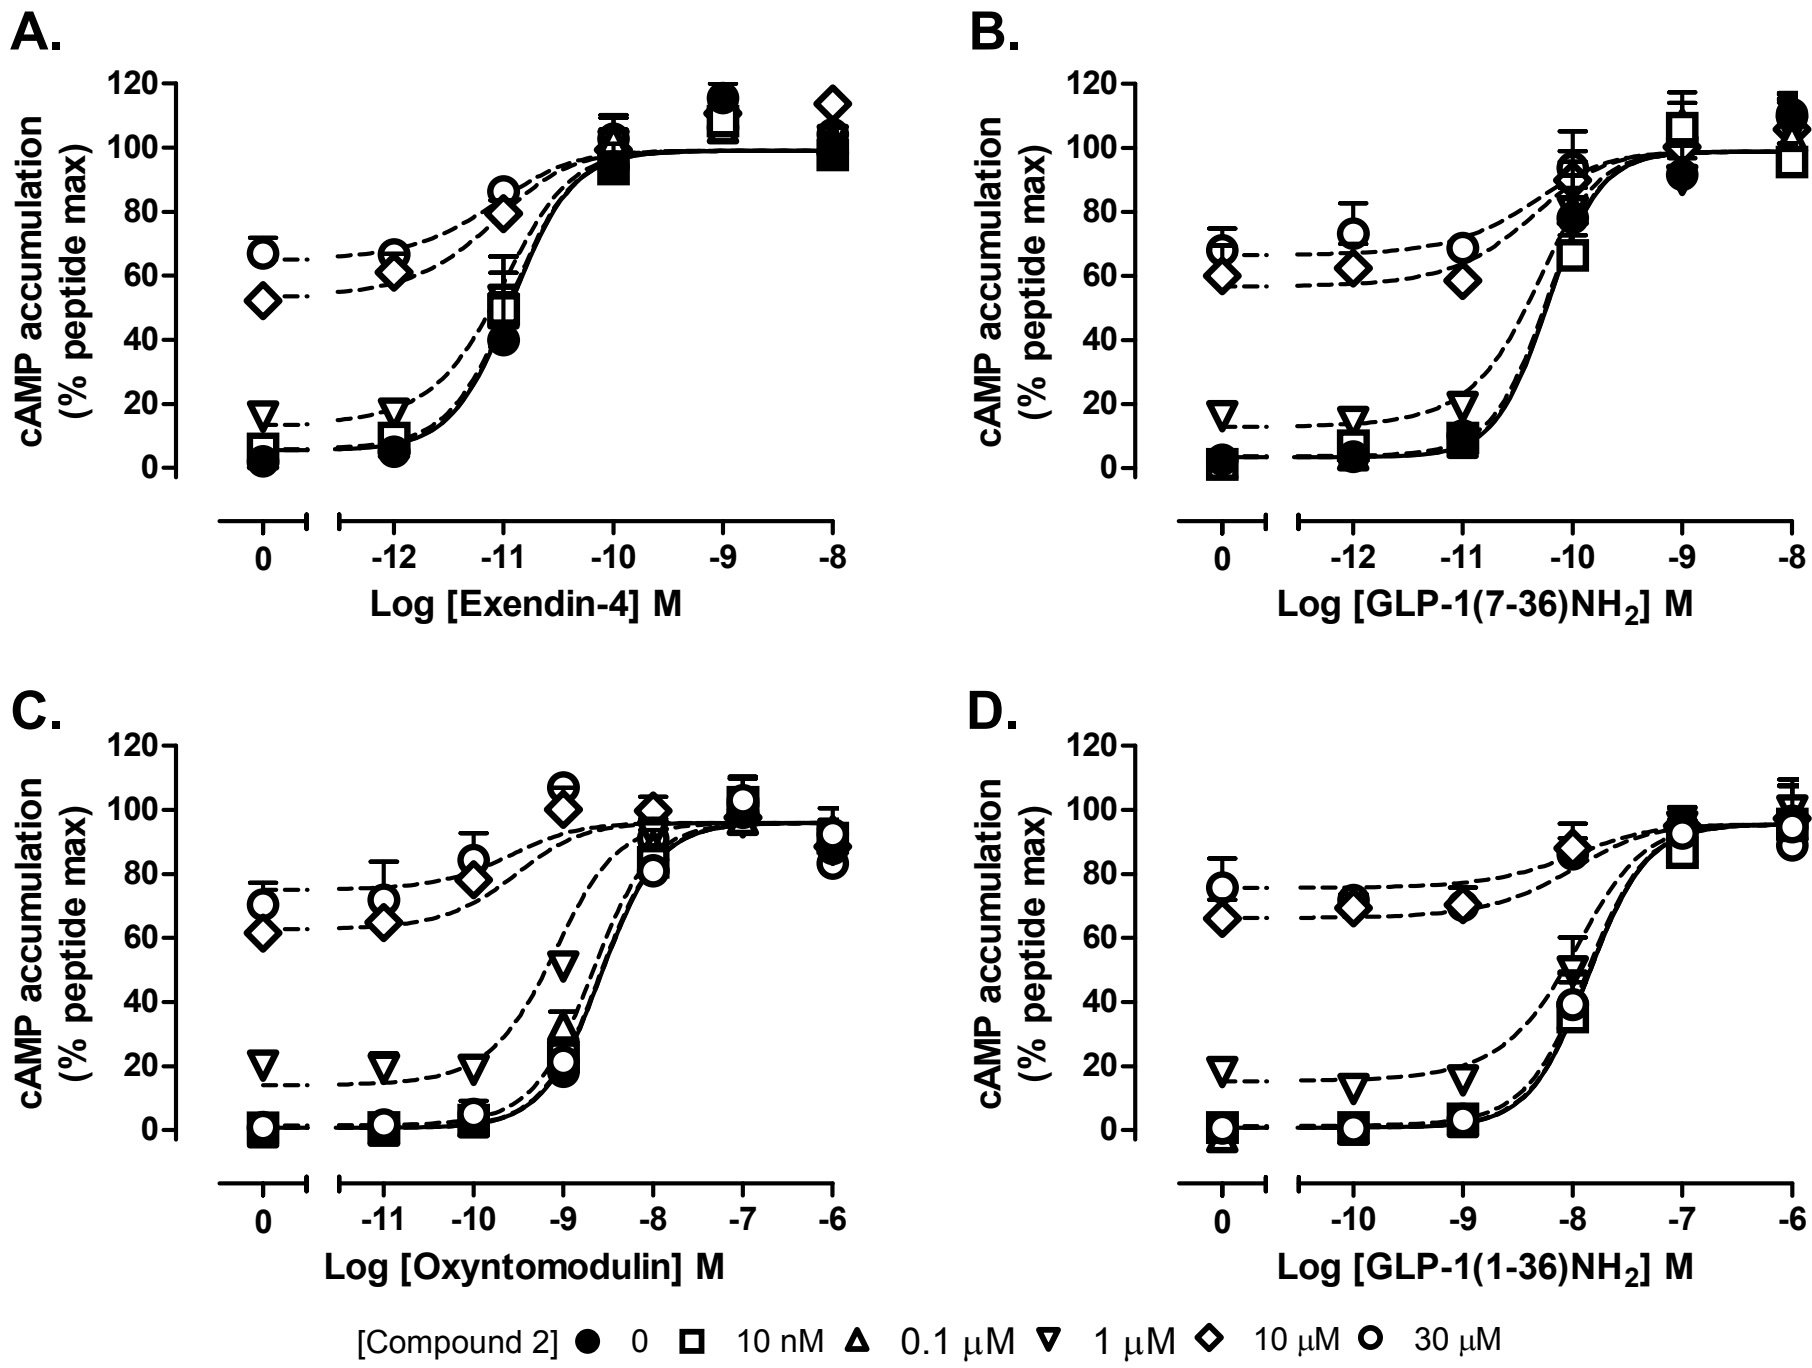 A.
120
100
80
60
40
20
0
cAMP accumulation
(% peptide max)
0 -12 -11 -10 -9 -8
Log [Exendin-4] M
B.
120
100
80
60
40
20
0
cAMP accumulation
(% peptide max)
0 -12 -11 -10 -9 -8
Log [GLP-1(7-36)NH₂] M
C.
120
100
80
60
40
20
0
cAMP accumulation
(% peptide max)
0 -11 -10 -9 -8 -7 -6
Log [Oxyntomodulin] M
D.
120
100
80
60
40
20
0
cAMP accumulation
(% peptide max)
0 -10 -9 -8 -7 -6
Log [GLP-1(1-36)NH₂] M
[Compound 2] 0 10 nM 0.1 μM 1 μM 10 μM 30 μM